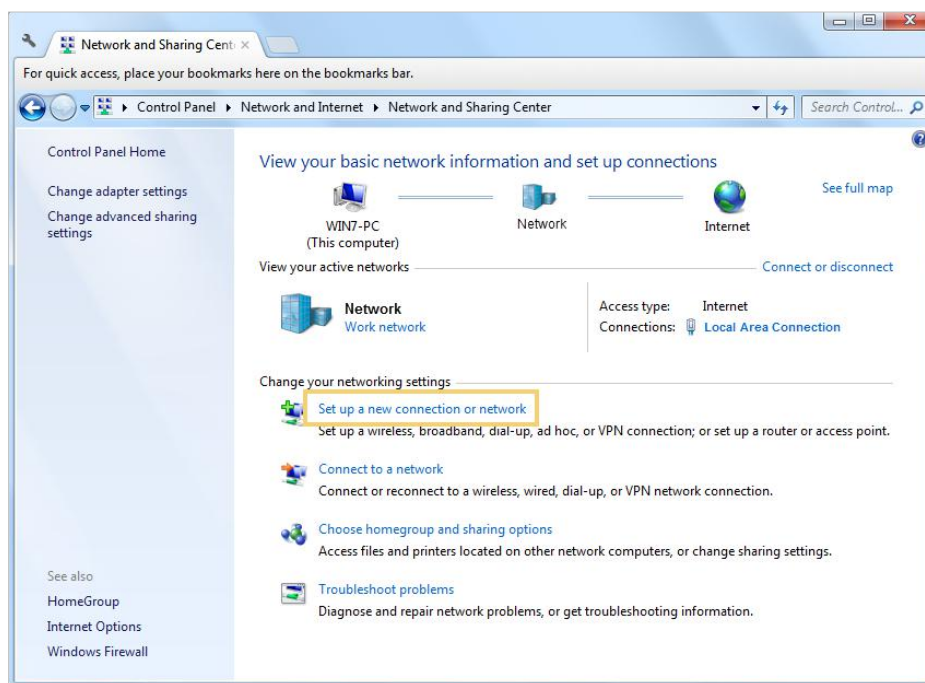 Network and Sharing Cent
For quick access, place your bookmarks here on the bookmarks bar.
Control Panel Network and Internet Network and Sharing Center
Search Control...
Control Panel Home
Change adapter settings
Change advanced sharing
settings
View your basic network information and set up connections
See full map
WIN7-PC
(This computer)
Network
Internet
View your active networks
Connect or disconnect
Network
Work network
Access type: Internet
Connections: Local Area Connection
Change your networking settings
Set up a new connection or network
Set up a wireless, broadband, dial-up, ad hoc, or VPN connection; or set up a router or access point.
Connect to a network
Connect or reconnect to a wireless, wired, dial-up, or VPN network connection.
Choose homegroup and sharing options
Access files and printers located on other network computers, or change sharing settings.
Troubleshoot problems
Diagnose and repair network problems, or get troubleshooting information.
See also
HomeGroup
Internet Options
Windows Firewall